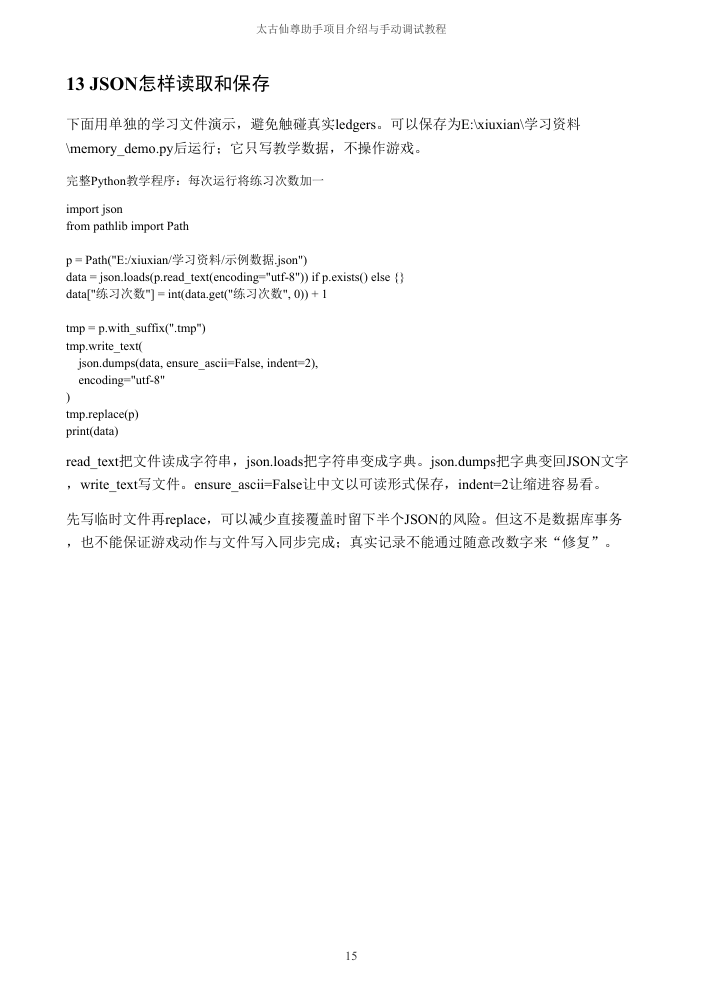 太古仙尊助手项目介绍与手动调试教程
13 JSON怎样读取和保存
下面用单独的学习文件演示，避免触碰真实ledgers。可以保存为E:\xiuxian\学习资料
\memory_demo.py后运行；它只写教学数据，不操作游戏。
完整Python教学程序：每次运行将练习次数加一
import json
from pathlib import Path
p = Path("E:/xiuxian/学习资料/示例数据.json")
data = json.loads(p.read_text(encoding="utf-8")) if p.exists() else {}
data["练习次数"] = int(data.get("练习次数", 0)) + 1
tmp = p.with_suffix(".tmp")
tmp.write_text(
    json.dumps(data, ensure_ascii=False, indent=2),
    encoding="utf-8"
)
tmp.replace(p)
print(data)
read_text把文件读成字符串，json.loads把字符串变成字典。json.dumps把字典变回JSON文字
，write_text写文件。ensure_ascii=False让中文以可读形式保存，indent=2让缩进容易看。
先写临时文件再replace，可以减少直接覆盖时留下半个JSON的风险。但这不是数据库事务
，也不能保证游戏动作与文件写入同步完成；真实记录不能通过随意改数字来“修复”。
15